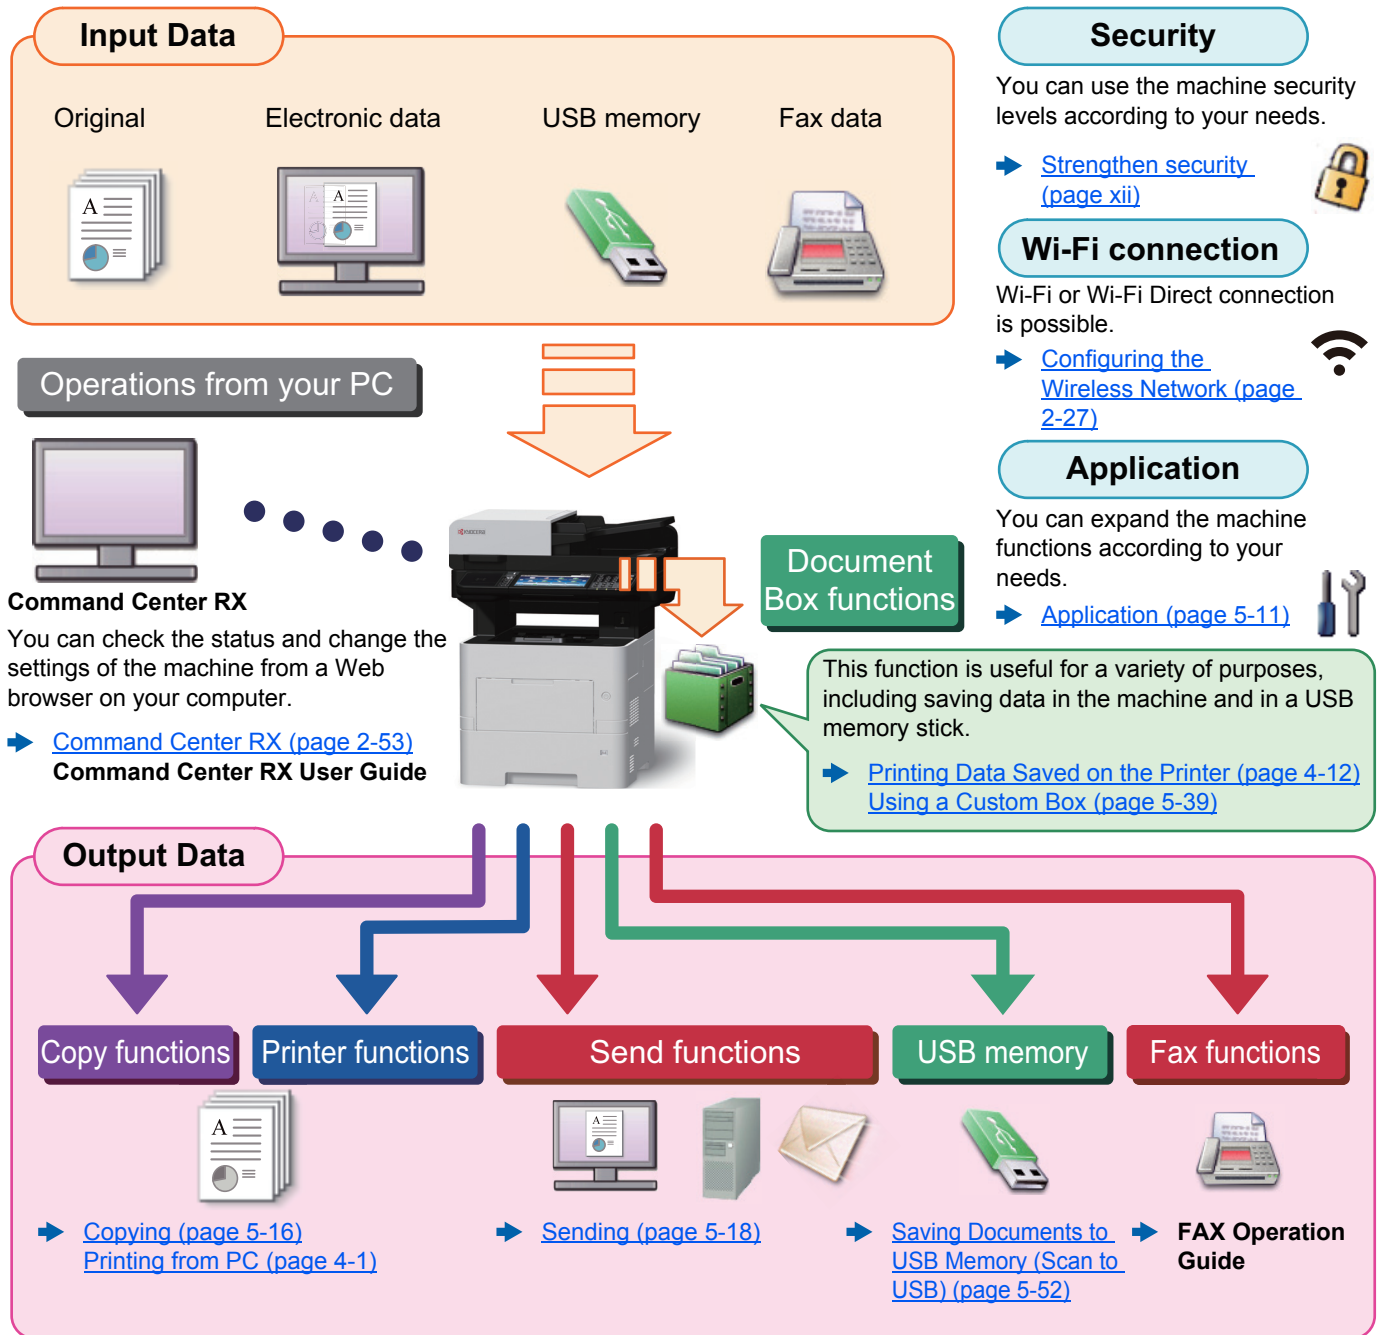 Input Data
Original
Electronic data
USB memory
Fax data
Security
You can use the machine security
levels according to your needs.
Strengthen security
(page xii)
Wi-Fi connection
Wi-Fi or Wi-Fi Direct connection
is possible.
Configuring the
Wireless Network (page
2-27)
Application
You can expand the machine
functions according to your
needs.
Application (page 5-11)
Operations from your PC
Command Center RX
You can check the status and change the
settings of the machine from a Web
browser on your computer.
Command Center RX (page 2-53)
Command Center RX User Guide
KYOCERA
Document
Box functions
This function is useful for a variety of purposes,
including saving data in the machine and in a USB
memory stick.
Printing Data Saved on the Printer (page 4-12)
Using a Custom Box (page 5-39)
Output Data
Copy functions
Printer functions
Send functions
USB memory
Fax functions
Copying (page 5-16)
Printing from PC (page 4-1)
Sending (page 5-18)
Saving Documents to
USB Memory (Scan to
USB) (page 5-52)
FAX Operation
Guide
A
A
A
A
A